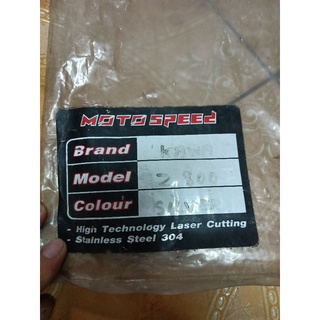 MOTO SPEED
Brand
Model
Colour
- High Technology Laser Cutting
- Stainless Steel 304